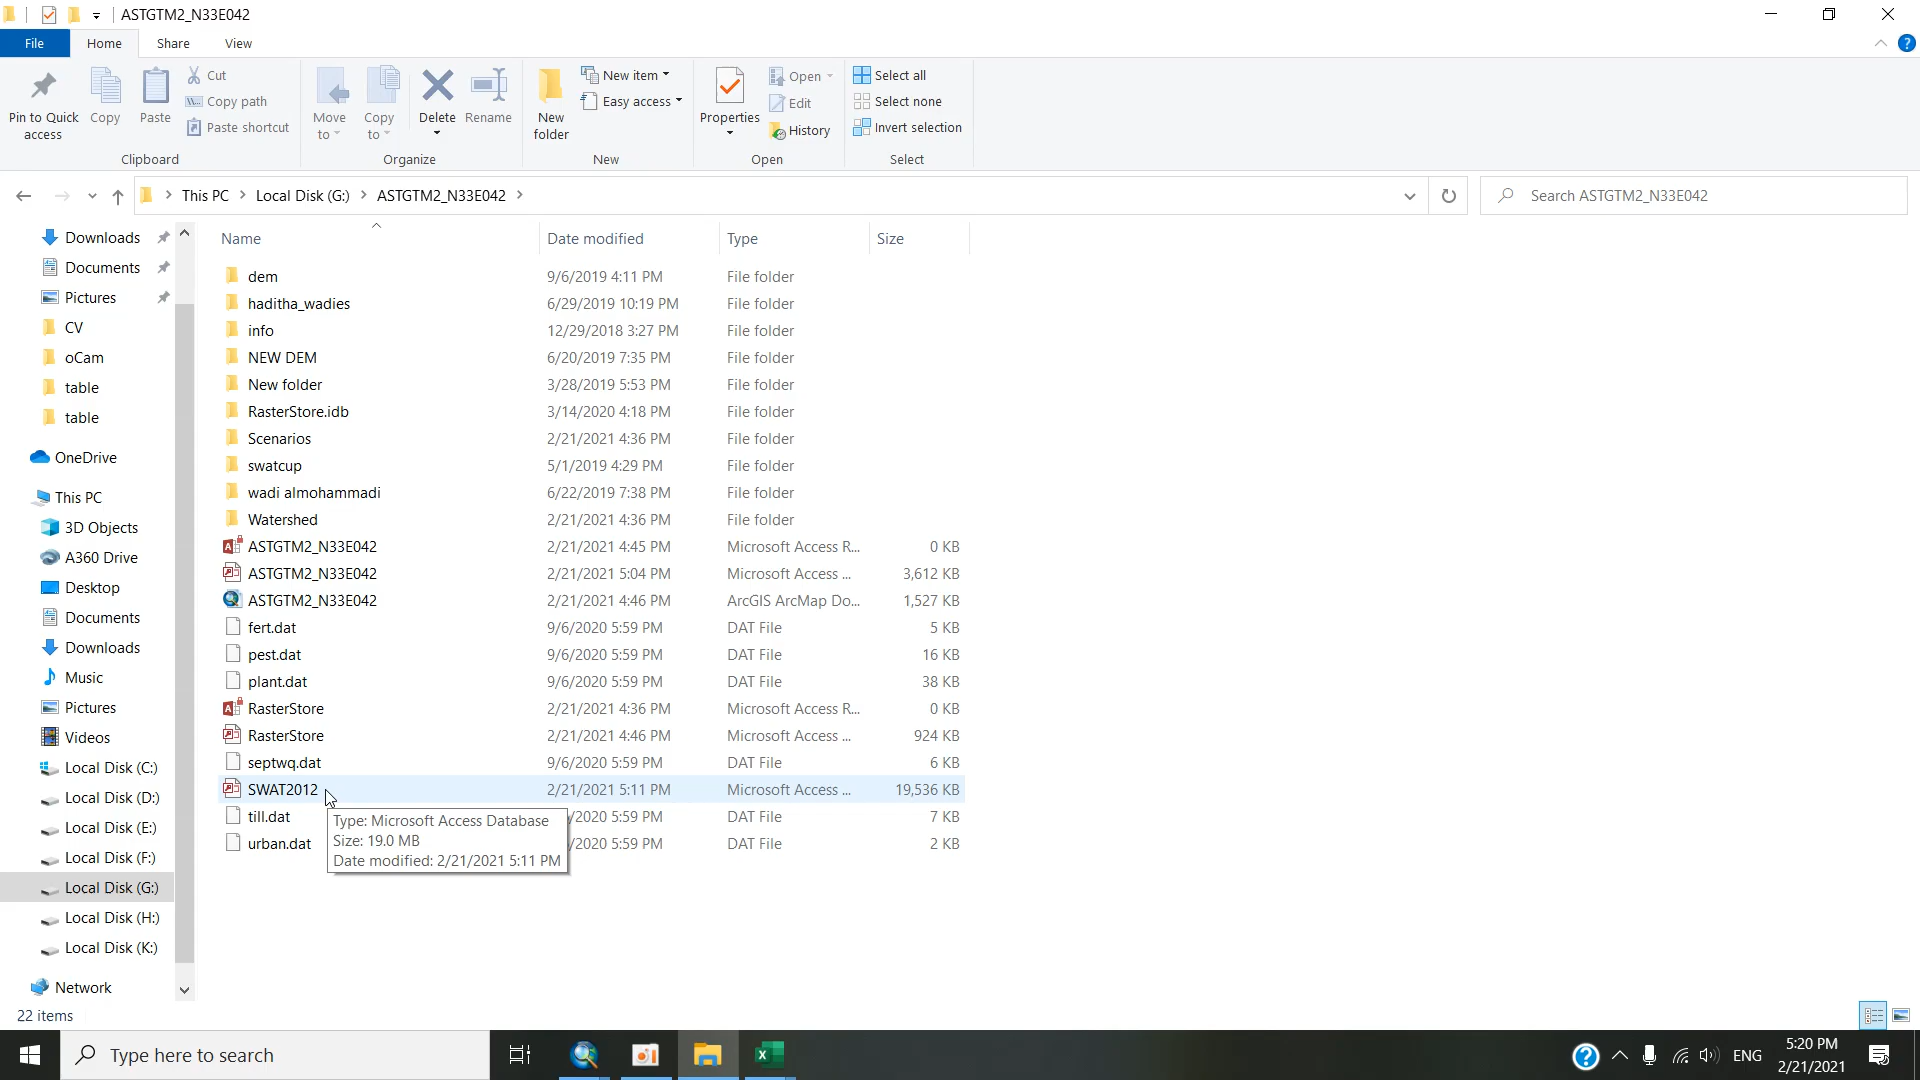 ASTGTM2_N33E042
File Home Share View
Pin to Quick access
Copy
Paste
Cut
Copy path
Paste shortcut
Clipboard
Move to
Copy to
Delete
Rename
Organize
New folder
New item
Easy access
New
Properties
Open
Edit
History
Open
Select all
Select none
Invert selection
Select
This PC > Local Disk (G:) > ASTGTM2_N33E042 >
Search ASTGTM2_N33E042
Downloads
Documents
Pictures
CV
oCam
table
table
OneDrive
This PC
3D Objects
A360 Drive
Desktop
Documents
Downloads
Music
Pictures
Videos
Local Disk (C:)
Local Disk (D:)
Local Disk (E:)
Local Disk (F:)
Local Disk (G:)
Local Disk (H:)
Local Disk (K:)
Network
Name Date modified Type Size
dem 9/6/2019 4:11 PM File folder
haditha_wadies 6/29/2019 10:19 PM File folder
info 12/29/2018 3:27 PM File folder
NEW DEM 6/20/2019 7:35 PM File folder
New folder 3/28/2019 5:53 PM File folder
RasterStore.idb 3/14/2020 4:18 PM File folder
Scenarios 2/21/2021 4:36 PM File folder
swatcup 5/1/2019 4:29 PM File folder
wadi almohammadi 6/22/2019 7:38 PM File folder
Watershed 2/21/2021 4:36 PM File folder
ASTGTM2_N33E042 2/21/2021 4:45 PM Microsoft Access R... 0 KB
ASTGTM2_N33E042 2/21/2021 5:04 PM Microsoft Access ... 3,612 KB
ASTGTM2_N33E042 2/21/2021 4:46 PM ArcGIS ArcMap Do... 1,527 KB
fert.dat 9/6/2020 5:59 PM DAT File 5 KB
pest.dat 9/6/2020 5:59 PM DAT File 16 KB
plant.dat 9/6/2020 5:59 PM DAT File 38 KB
RasterStore 2/21/2021 4:36 PM Microsoft Access R... 0 KB
RasterStore 2/21/2021 4:46 PM Microsoft Access ... 924 KB
septwq.dat 9/6/2020 5:59 PM DAT File 6 KB
SWAT2012 2/21/2021 5:11 PM Microsoft Access ... 19,536 KB
till.dat /2020 5:59 PM DAT File 7 KB
urban.dat /2020 5:59 PM DAT File 2 KB
Type: Microsoft Access Database
Size: 19.0 MB
Date modified: 2/21/2021 5:11 PM
22 items
Type here to search
ENG
5:20 PM
2/21/2021